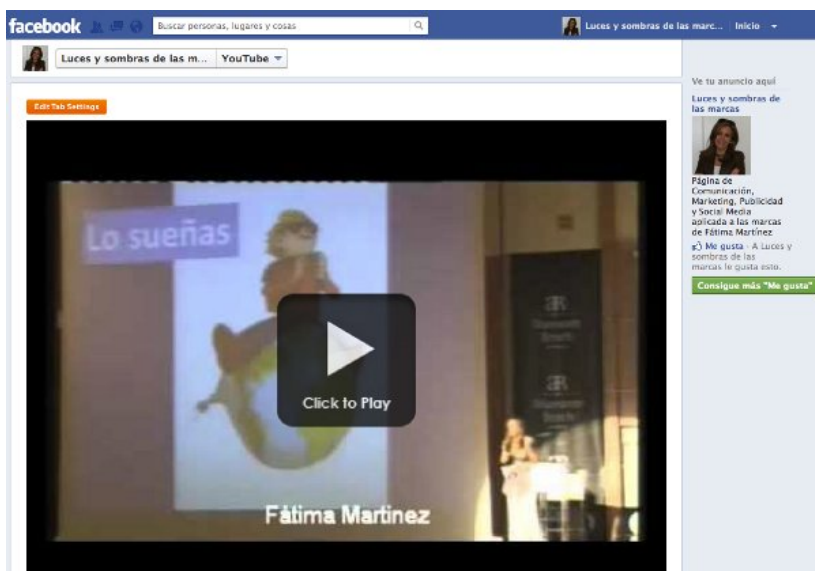 facebook
Buscar personas, lugares y cosas
Luces y sombras de las marc...
Inicio
Luces y sombras de las m...
YouTube
Edit Tab Settings
Lo sueñas
Click to Play
Fátima Martinez
Ve tu anuncio aquí
Luces y sombras de
las marcas
Página de
Comunicación,
Marketing, Publicidad
y Social Media
aplicada a las marcas
de Fátima Martínez
Me gusta · A Luces y
sombras de las
marcas le gusta esto.
Consigue más "Me gusta"